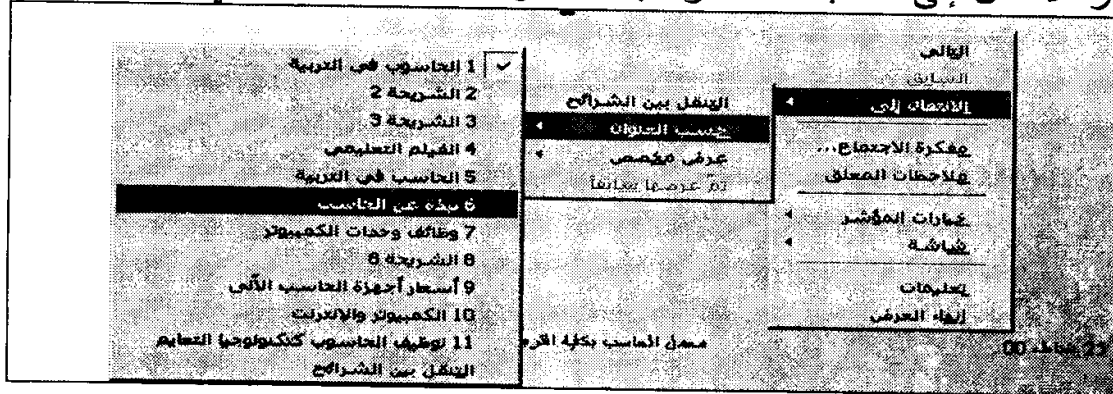 التالي
السابق
الانتقال إلى
مفكرة الاجتماع...
ملاحظات المعلق
خيارات المؤشر
شاشة
تعليمات
إنهاء العرض
التنقل بين الشرائح
حسب العنوان
عرض مخصص
تم عرضها سابقاً
1 الحاسوب في التربية
2 الشريحة 2
3 الشريحة 3
4 الفيلم التعليمي
5 الحاسب في التربية
6 نبذة عن الحاسب
7 وظائف وحدات الكمبيوتر
8 الشريحة 8
9 أسعار أجهزة الحاسب الآلي
10 الكمبيوتر والانترنت
11 توظيف الحاسوب كتكنولوجيا التعليم
التنقل بين الشرائح
معمل الحاسب بكلية